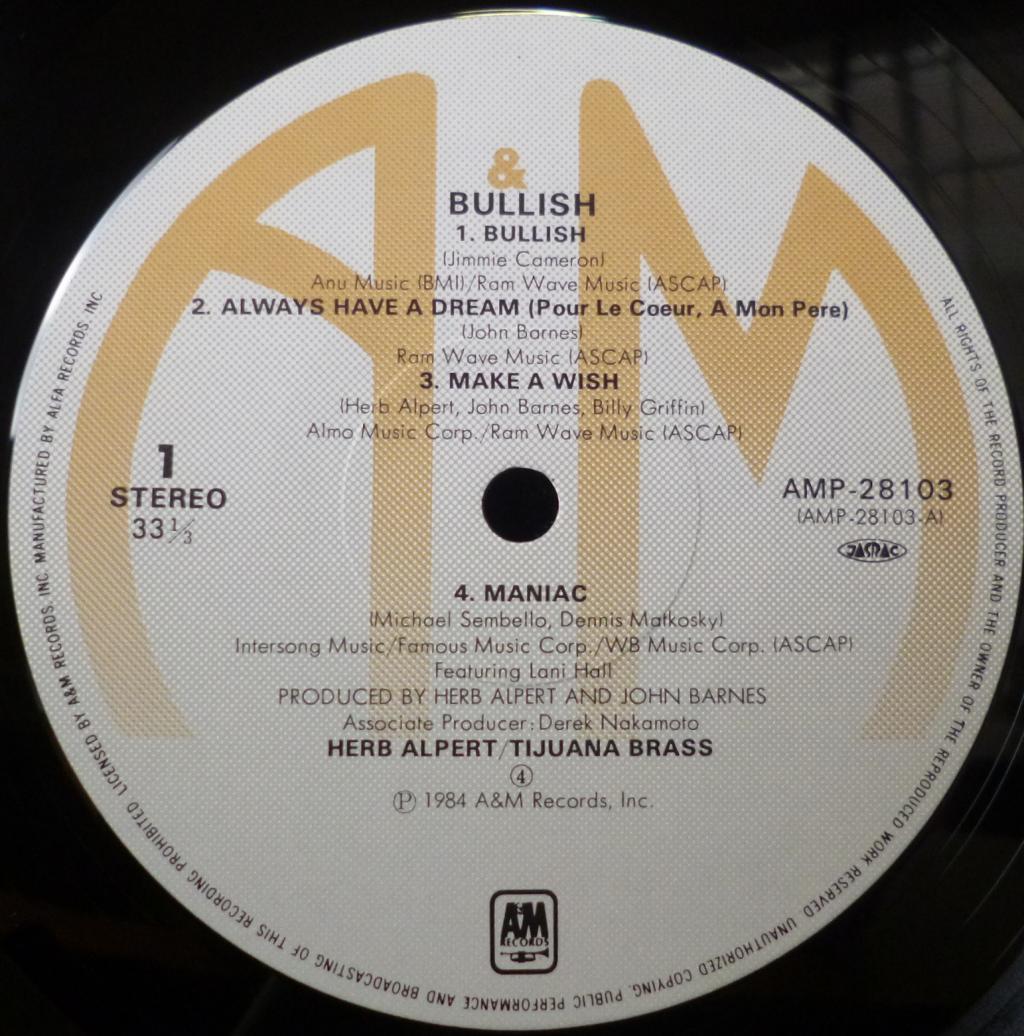 A & M
BULLISH
1. BULLISH
(Jimmie Cameron)
Anu Music (BMI)/Ram Wave Music (ASCAP)
2. ALWAYS HAVE A DREAM (Pour Le Coeur, A Mon Pere)
(John Barnes)
Ram Wave Music (ASCAP)
3. MAKE A WISH
(Herb Alpert, John Barnes, Billy Griffin)
Almo Music Corp./Ram Wave Music (ASCAP)
1
STEREO
33 1/3
AMP-28103
(AMP-28103-A)
JASRAC
4. MANIAC
(Michael Sembello, Dennis Matkosky)
Intersong Music/Famous Music Corp./WB Music Corp. (ASCAP)
Featuring Lani Hall
PRODUCED BY HERB ALPERT AND JOHN BARNES
Associate Producer: Derek Nakamoto
HERB ALPERT/TIJUANA BRASS
④
Ⓟ 1984 A&M Records, Inc.
A&M
RECORDS
ALL RIGHTS OF THE RECORD PRODUCER AND THE OWNER OF THE REPRODUCED WORK RESERVED. UNAUTHORIZED COPYING, PUBLIC PERFORMANCE AND BROADCASTING OF THIS RECORDING PROHIBITED. LICENSED BY A&M RECORDS, INC. MANUFACTURED BY ALFA RECORDS, INC